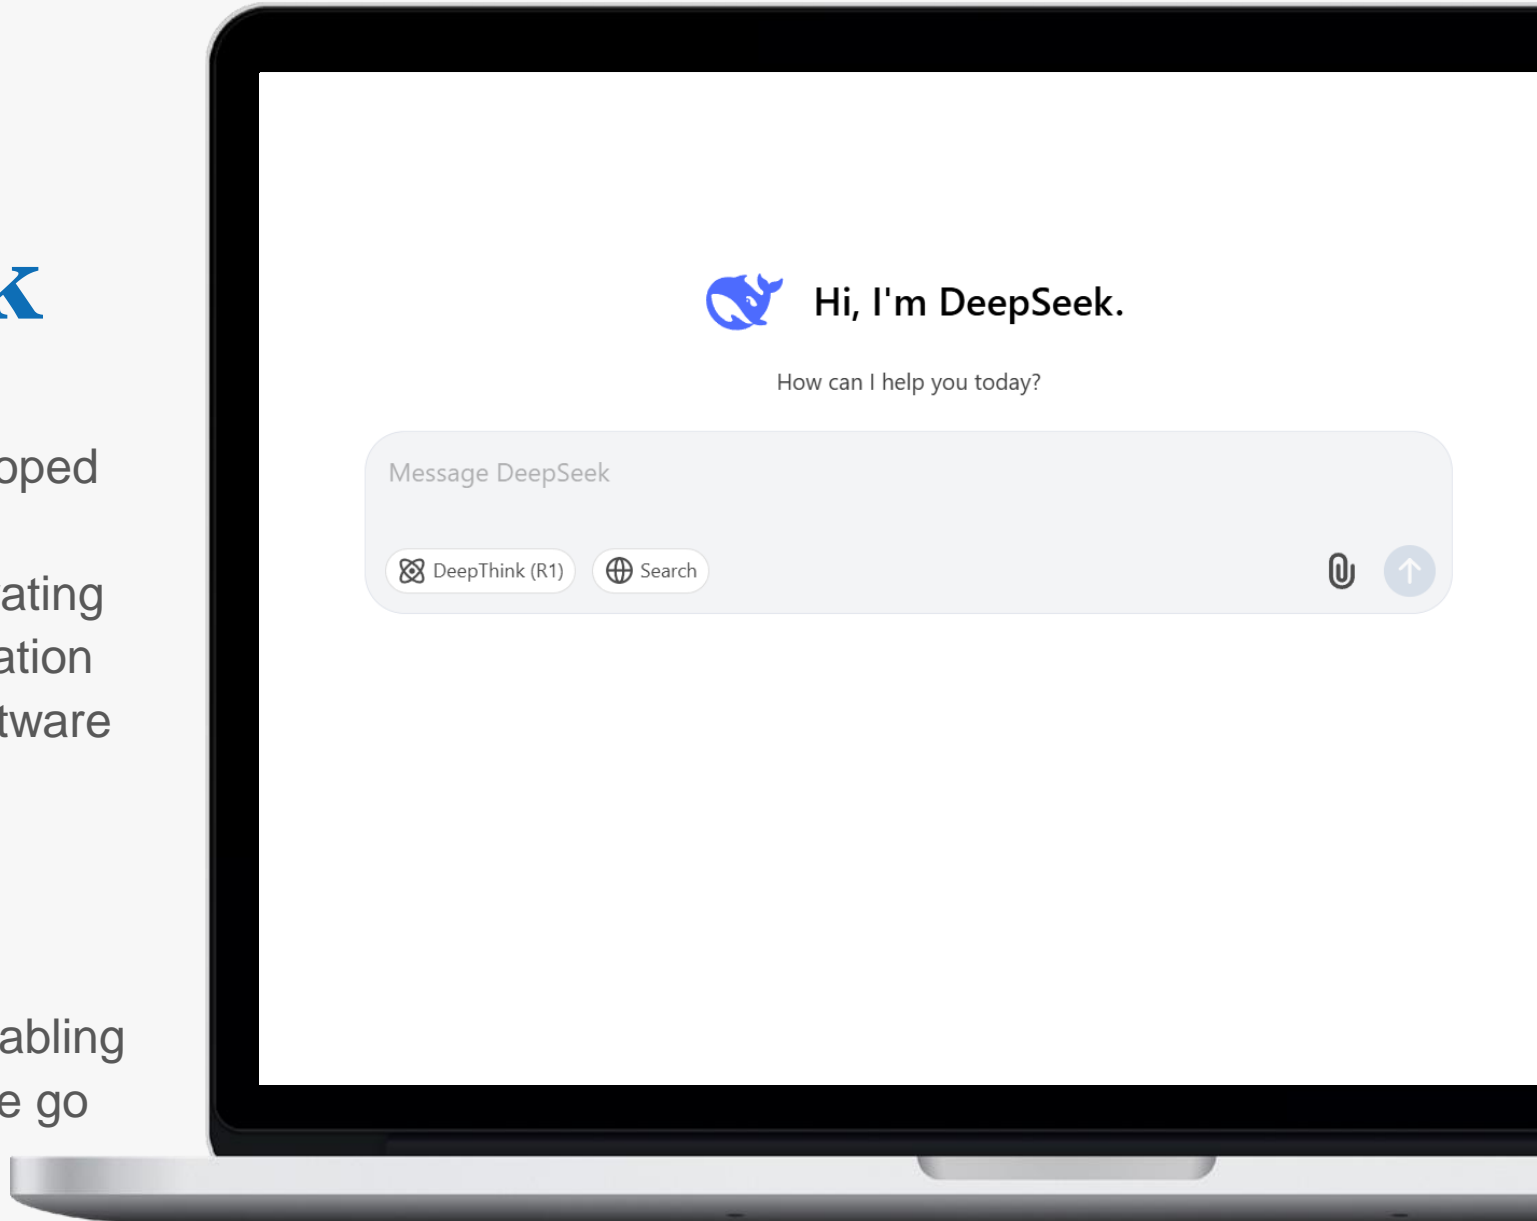 k
oped
ating
ation
tware
abling
e go
Hi, I'm DeepSeek.
How can I help you today?
Message DeepSeek
DeepThink (R1)
Search